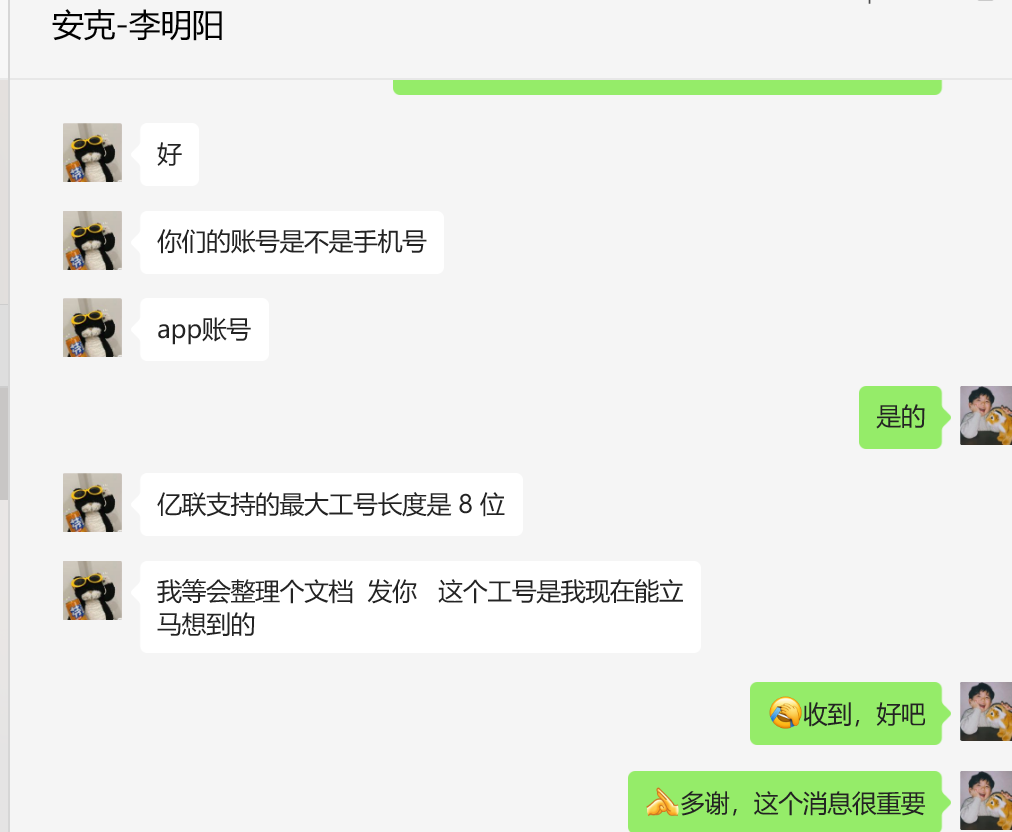 安克-李明阳
好
你们的账号是不是手机号
app账号
是的
亿联支持的最大工号长度是 8 位
我等会整理个文档  发你   这个工号是我现在能立
马想到的
收到，好吧
多谢，这个消息很重要